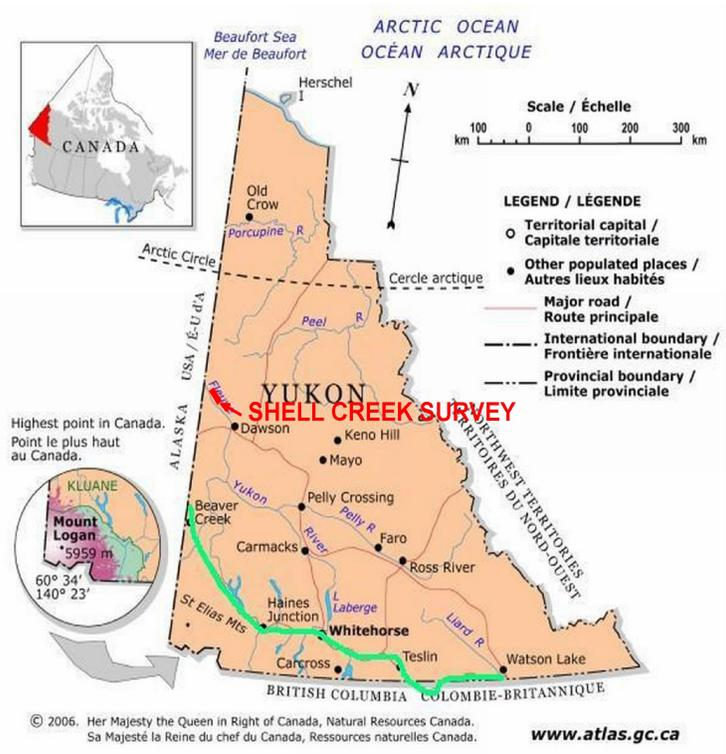 ARCTIC OCEAN
OCÉAN ARCTIQUE
Beaufort Sea
Mer de Beaufort
Herschel
I
N
Scale / Échelle
km 100 0 100 200 300 km
CANADA
LEGEND / LÉGENDE
Territorial capital /
Capitale territoriale
Other populated places /
Autres lieux habités
Major road /
Route principale
International boundary /
Frontière internationale
Provincial boundary /
Limite provinciale
Old
Crow
Porcupine R
Arctic Circle
Cercle arctique
Peel R
ALASKA USA / É-U d'A
YUKON
SHELL CREEK SURVEY
NORTHWEST TERRITORIES
TERRITOIRES DU NORD-OUEST
Dawson
Keno Hill
Mayo
Highest point in Canada.
Point le plus haut
au Canada.
KLUANE
Mount
Logan
5959 m
60° 34'
140° 23'
Beaver
Creek
Yukon
River
Pelly Crossing
Pelly R
Carmacks
Faro
Ross River
L
Laberge
Liard R
St Elias Mts
Haines
Junction
Whitehorse
Carcross
Teslin
Watson Lake
BRITISH COLUMBIA COLOMBIE-BRITANNIQUE
© 2006. Her Majesty the Queen in Right of Canada, Natural Resources Canada.
Sa Majesté la Reine du chef du Canada, Ressources naturelles Canada.
www.atlas.gc.ca